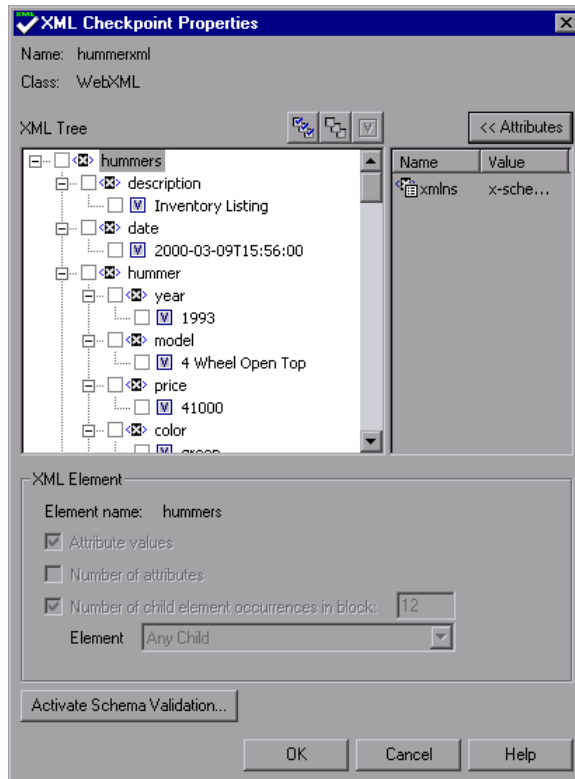 XML XML Checkpoint Properties
Name: hummerxml
Class: WebXML
XML Tree V << Attributes
hummers
description
V Inventory Listing
date
V 2000-03-09T15:56:00
hummer
year
V 1993
model
V 4 Wheel Open Top
price
V 41000
color
V green
Name Value
xmlns x-sche...
XML Element
Element name: hummers
Attribute values
Number of attributes
Number of child element occurrences in block: 12
Element Any Child
Activate Schema Validation...
OK Cancel Help